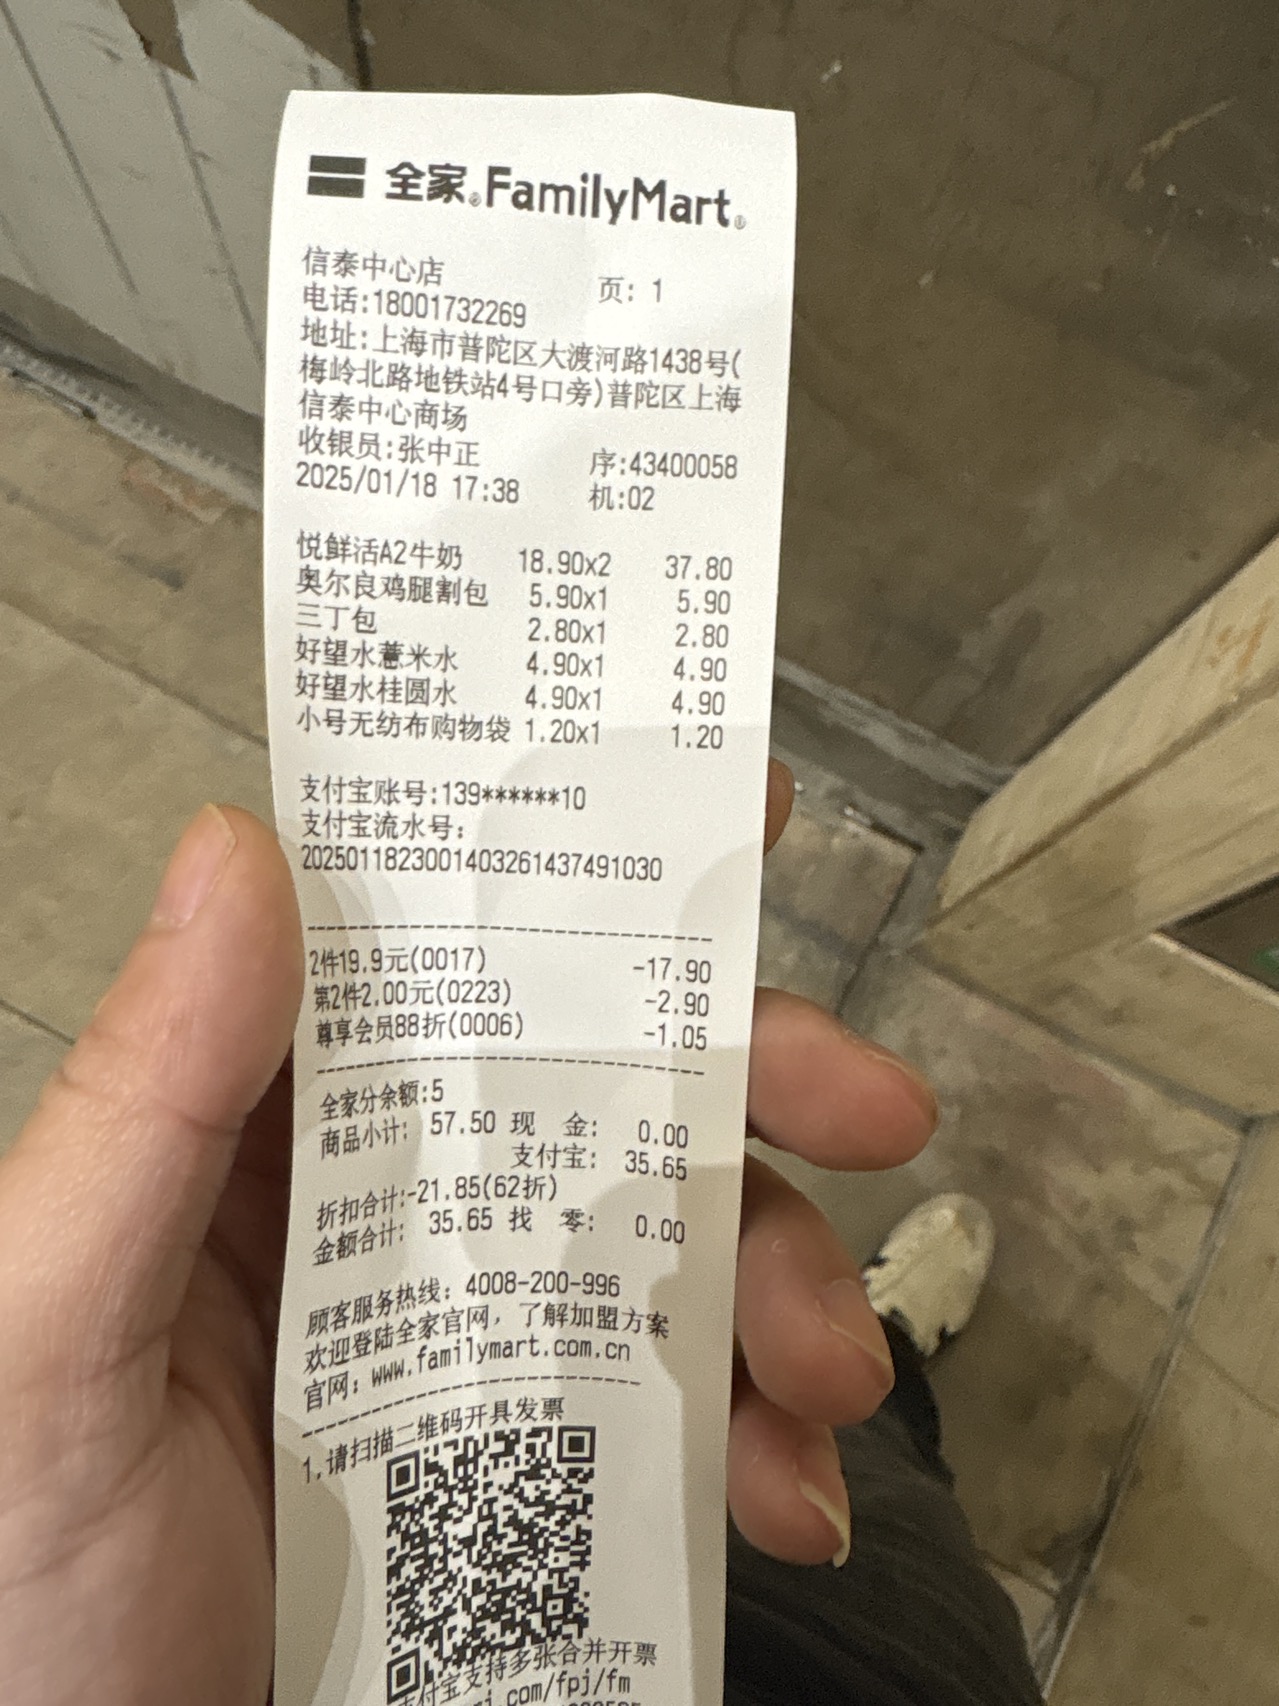 全家 FamilyMart
信泰中心店 页: 1
电话:18001732269
地址:上海市普陀区大渡河路1438号(
梅岭北路地铁站4号口旁)普陀区上海
信泰中心商场
收银员:张中正 序:43400058
2025/01/18 17:38 机:02
悦鲜活A2牛奶 18.90x2 37.80
奥尔良鸡腿割包 5.90x1 5.90
三丁包 2.80x1 2.80
好望水薏米水 4.90x1 4.90
好望水桂圆水 4.90x1 4.90
小号无纺布购物袋 1.20x1 1.20
支付宝账号:139******10
支付宝流水号:
2025011823001403261437491030
2件19.9元(0017) -17.90
第2件2.00元(0223) -2.90
尊享会员88折(0006) -1.05
全家分余额:5
商品小计: 57.50 现 金: 0.00
支付宝: 35.65
折扣合计:-21.85(62折)
金额合计: 35.65 找 零: 0.00
顾客服务热线: 4008-200-996
欢迎登陆全家官网, 了解加盟方案
官网: www.familymart.com.cn
1.请扫描二维码开具发票
付宝支持多张合并开票
.com/fpj/fm